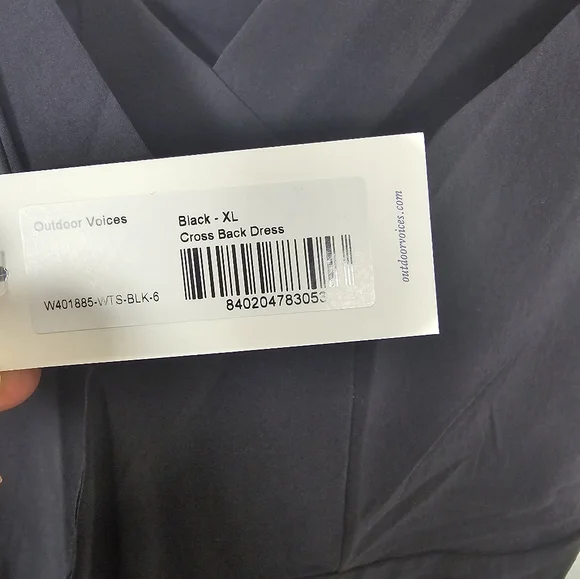 Outdoor Voices
Black - XL
Cross Back Dress
W401885-WTS-BLK-6
840204783053
outdoorvoices.com